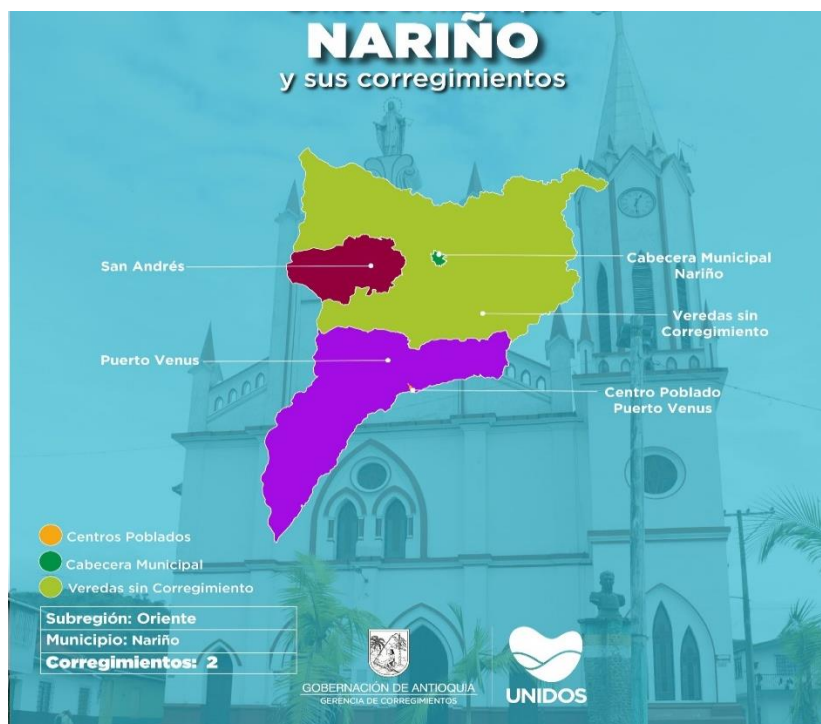 NARIÑO
y sus corregimientos
San Andrés
Cabecera Municipal
Nariño
Veredas sin
Corregimiento
Puerto Venus
Centro Poblado
Puerto Venus
Centros Poblados
Cabecera Municipal
Veredas sin Corregimiento
Subregión: Oriente
Municipio: Nariño
Corregimientos: 2
GOBERNACIÓN DE ANTIOQUIA
GERENCIA DE CORREGIMIENTOS
UNIDOS